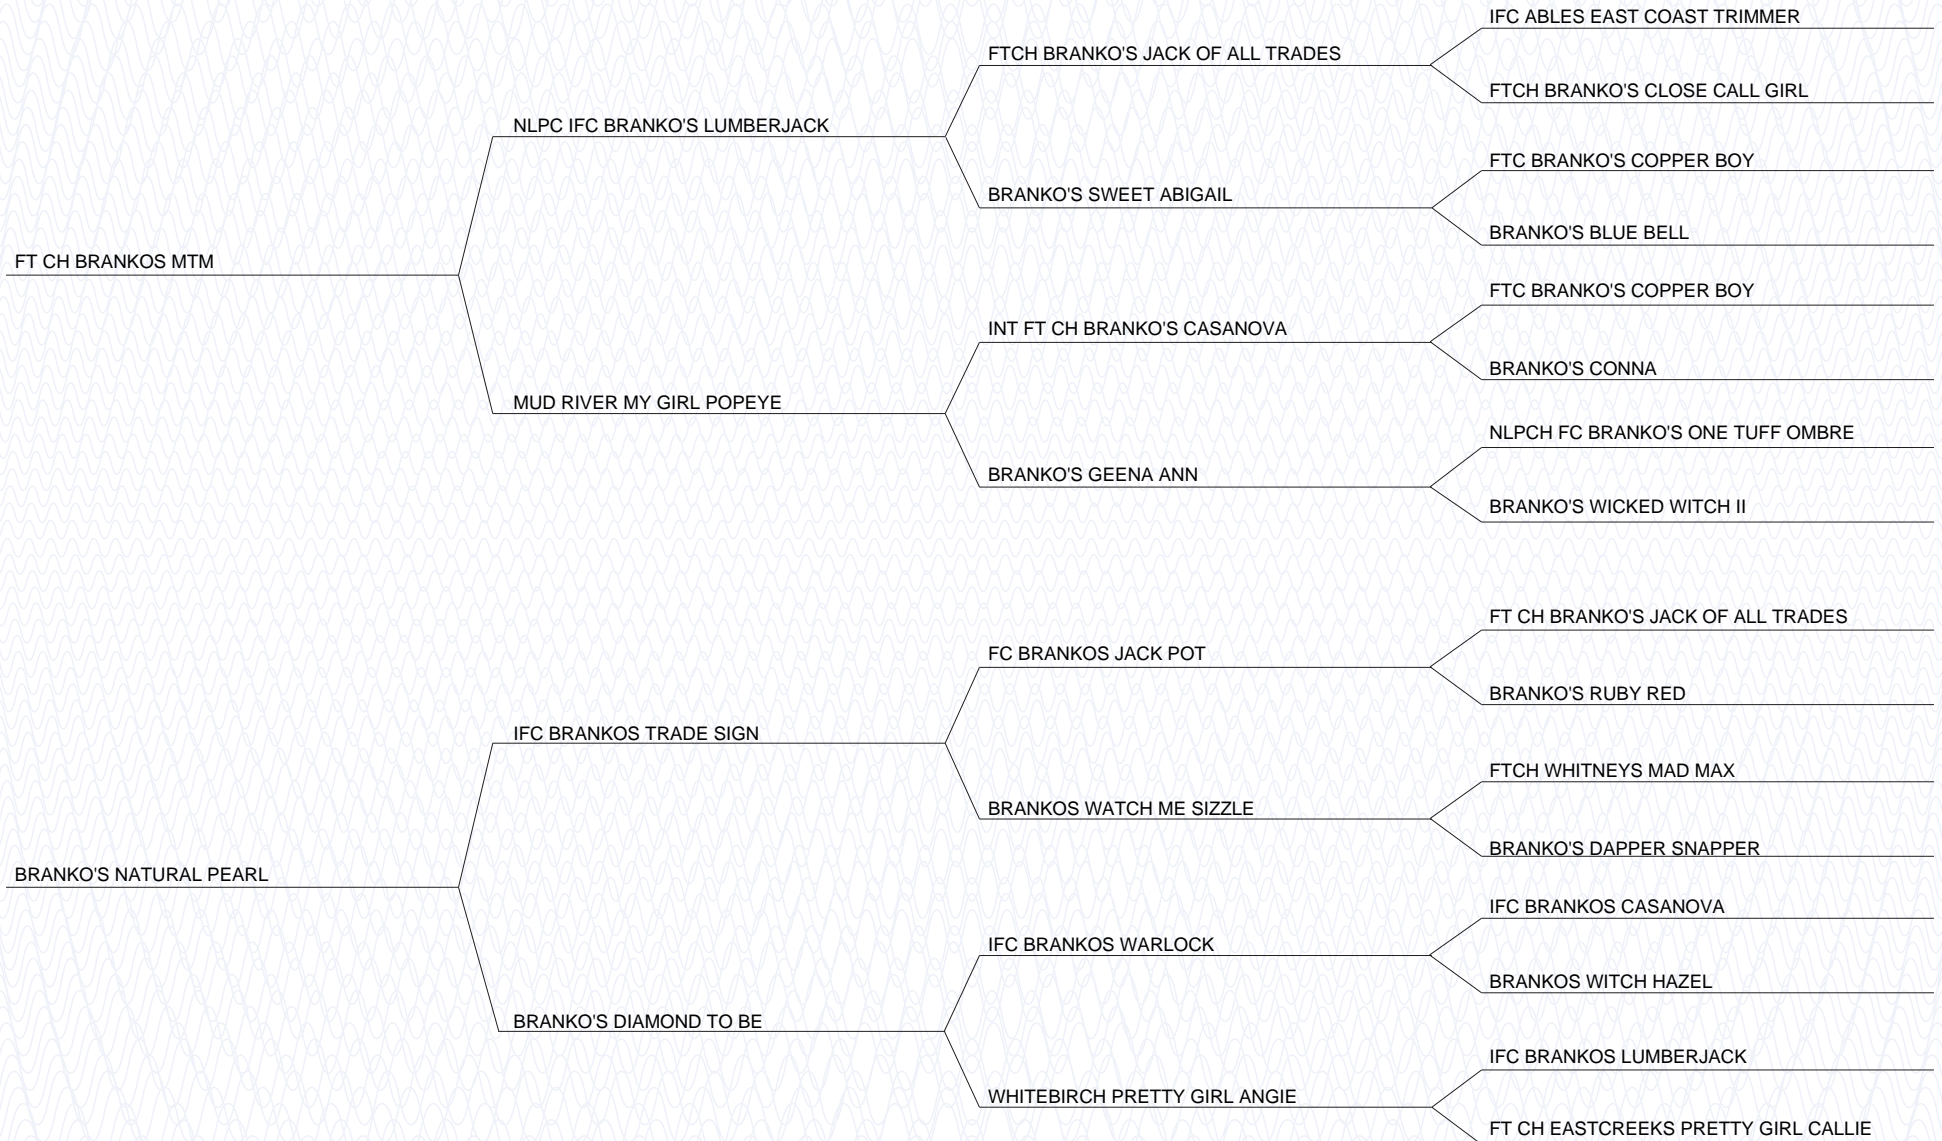 IFC ABLES EAST COAST TRIMMER
FTCH BRANKO'S JACK OF ALL TRADES
FTCH BRANKO'S CLOSE CALL GIRL
NLPC IFC BRANKO'S LUMBERJACK
FTC BRANKO'S COPPER BOY
BRANKO'S SWEET ABIGAIL
BRANKO'S BLUE BELL
FT CH BRANKOS MTM
FTC BRANKO'S COPPER BOY
INT FT CH BRANKO'S CASANOVA
BRANKO'S CONNA
MUD RIVER MY GIRL POPEYE
NLPCH FC BRANKO'S ONE TUFF OMBRE
BRANKO'S GEENA ANN
BRANKO'S WICKED WITCH II
FT CH BRANKO'S JACK OF ALL TRADES
FC BRANKOS JACK POT
BRANKO'S RUBY RED
IFC BRANKOS TRADE SIGN
FTCH WHITNEYS MAD MAX
BRANKOS WATCH ME SIZZLE
BRANKO'S DAPPER SNAPPER
BRANKO'S NATURAL PEARL
IFC BRANKOS CASANOVA
IFC BRANKOS WARLOCK
BRANKOS WITCH HAZEL
BRANKO'S DIAMOND TO BE
IFC BRANKOS LUMBERJACK
WHITEBIRCH PRETTY GIRL ANGIE
FT CH EASTCREEKS PRETTY GIRL CALLIE